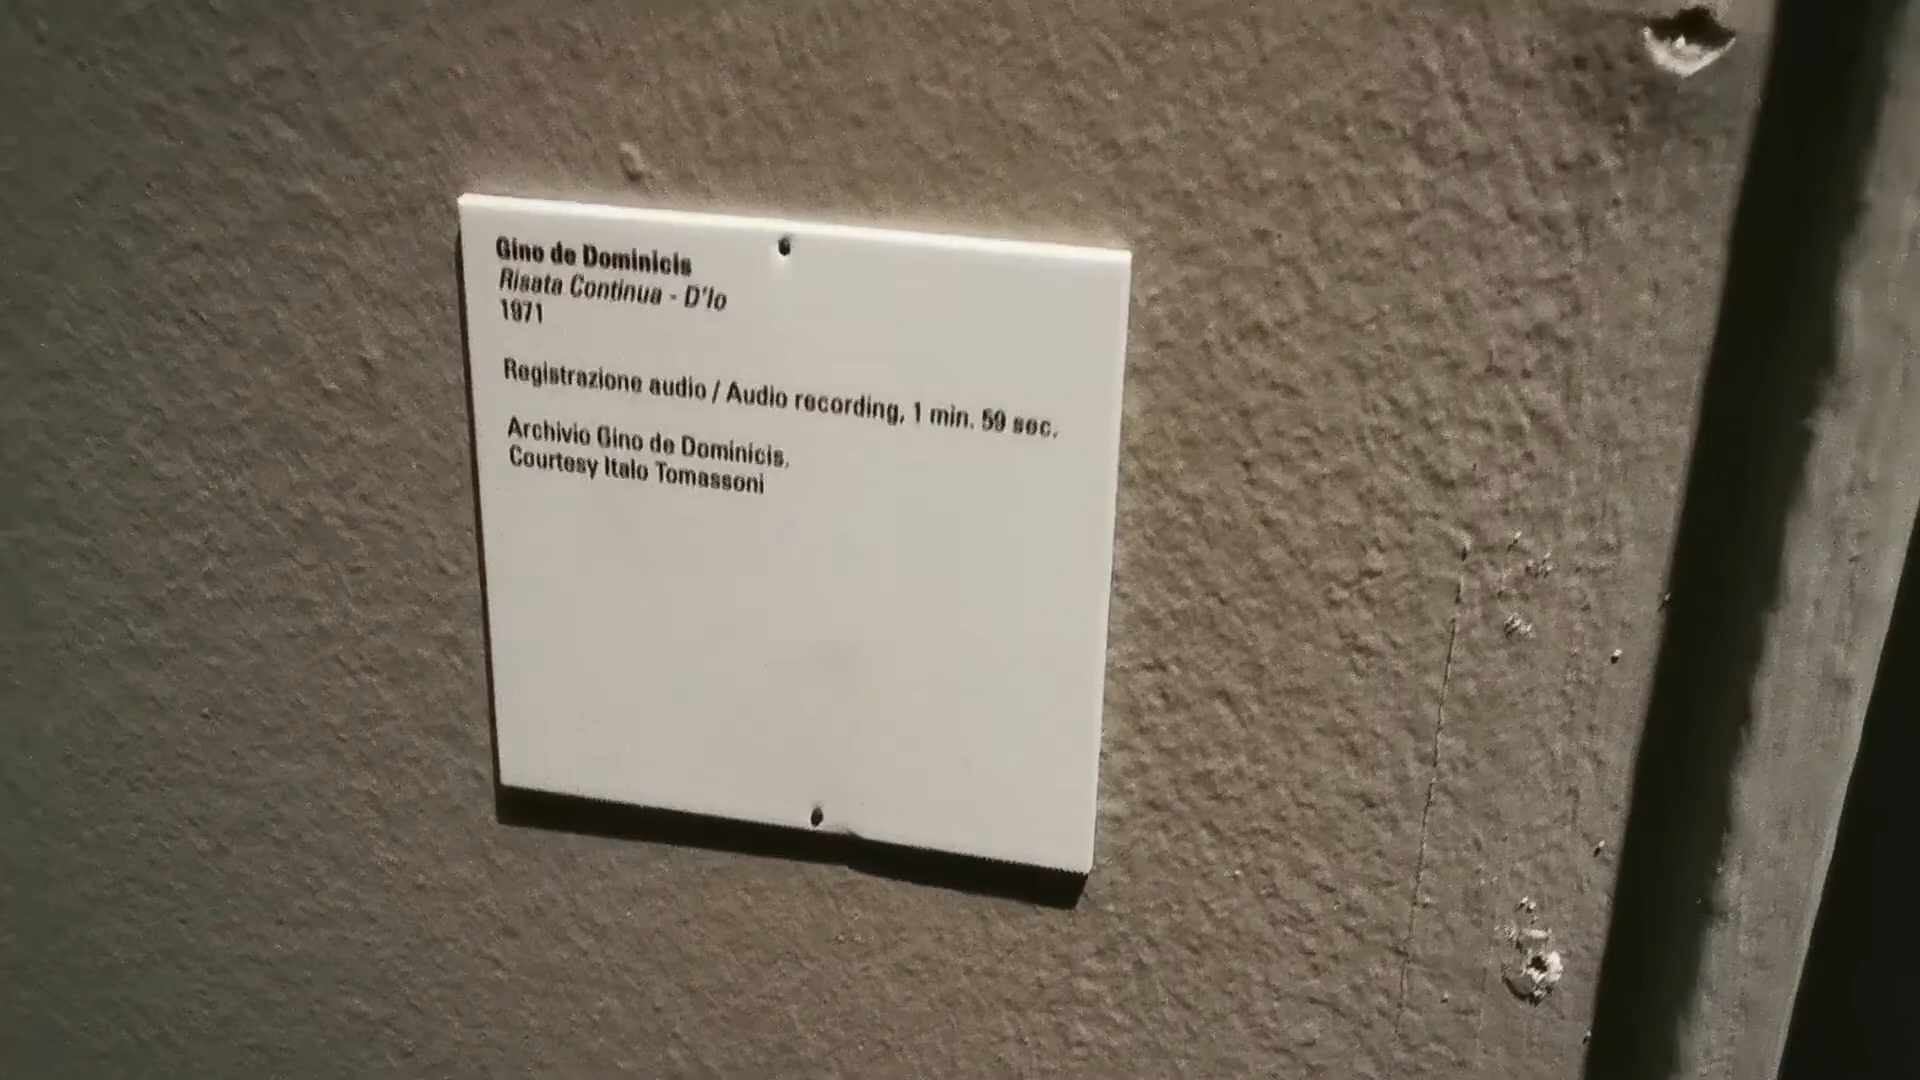 Gino de Dominicis
Risata Continua - D'Io
1971
Registrazione audio / Audio recording, 1 min. 59 sec.
Archivio Gino de Dominicis,
Courtesy Italo Tomassoni